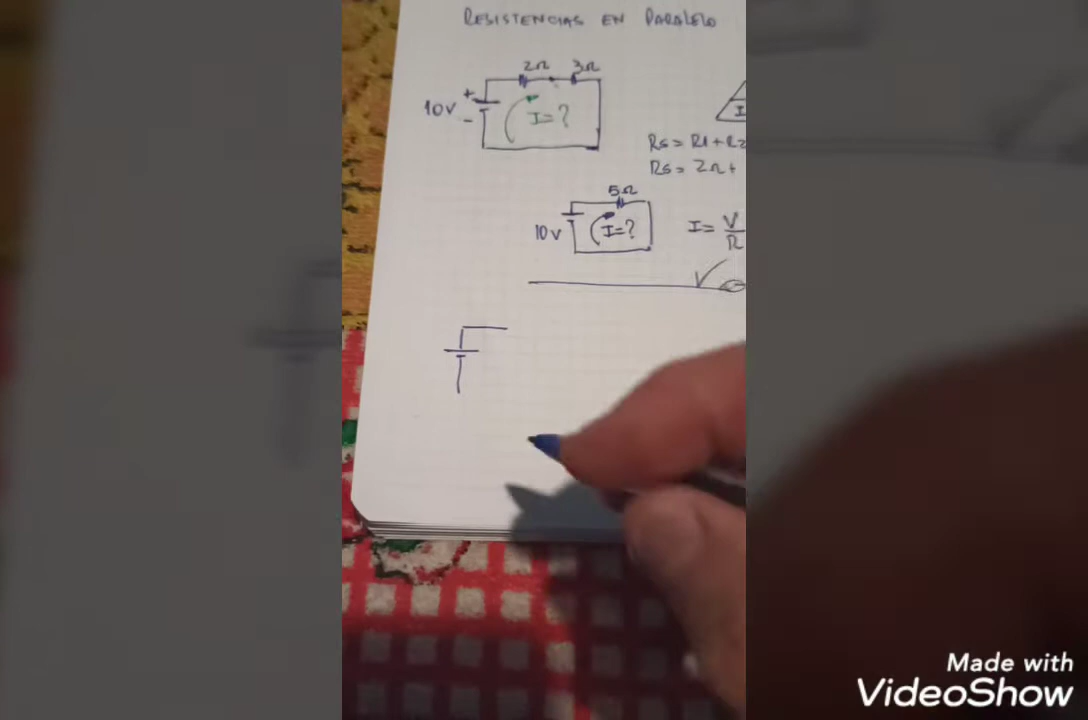 RESISTENCIAS EN PARALELO
2Ω 3Ω
10V + -
I=?
I
RS = R1+R2
RS = 2Ω+
5Ω
10V
I=?
I = V/R
Made with
VideoShow